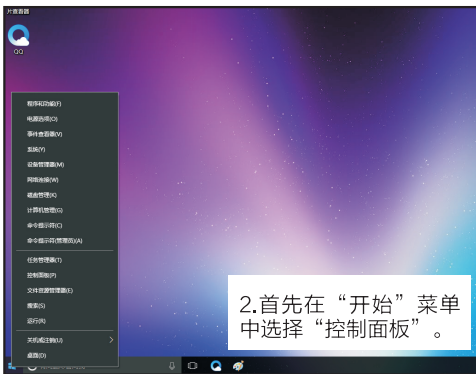 片查看器
QQ
程序和功能(F)
电源选项(O)
事件查看器(V)
系统(Y)
设备管理器(M)
网络连接(W)
磁盘管理(K)
计算机管理(G)
命令提示符(C)
命令提示符(管理员)(A)
任务管理器(T)
控制面板(P)
文件资源管理器(E)
搜索(S)
运行(R)
关机或注销(U)
桌面(D)
2.首先在“开始”菜单
中选择“控制面板”。